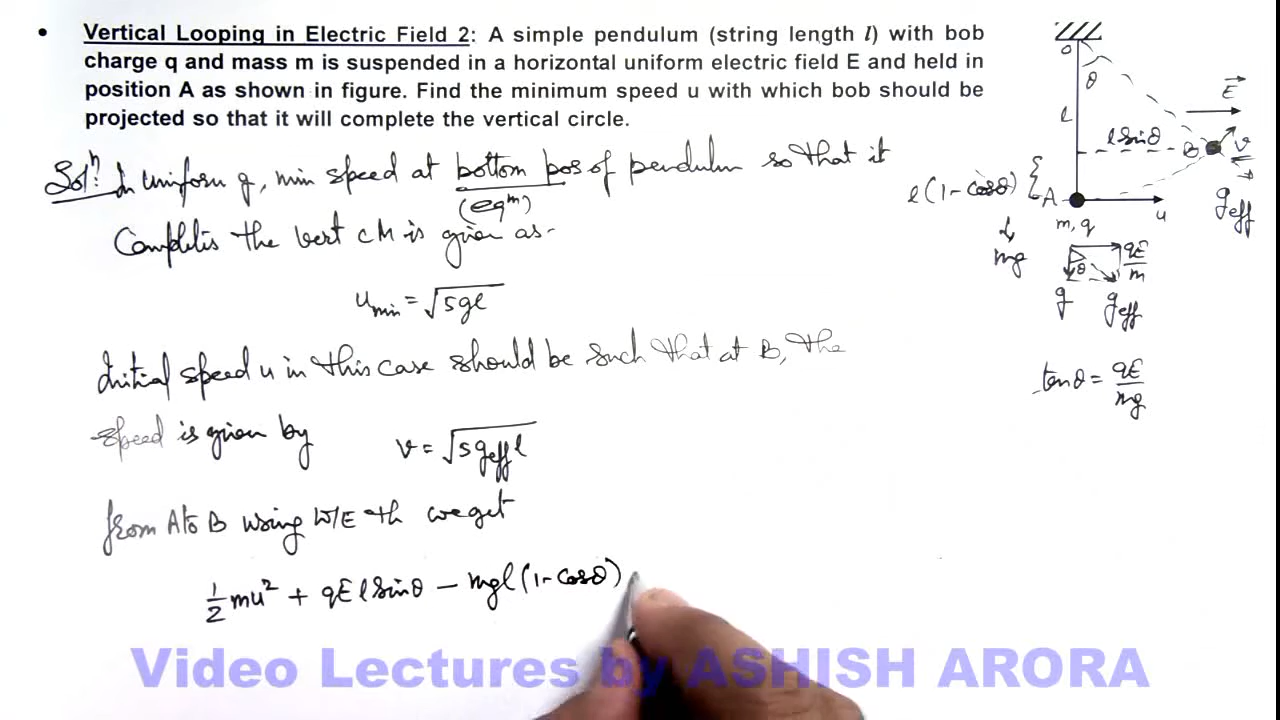 • Vertical Looping in Electric Field 2: A simple pendulum (string length l) with bob
charge q and mass m is suspended in a horizontal uniform electric field E and held in
position A as shown in figure. Find the minimum speed u with which bob should be
projected so that it will complete the vertical circle.
Solⁿ: In uniform g, min speed at bottom pos of pendulum so that it
(eqᵐ)
Completes the vert CM is given as-
u_min = √5gl
Initial speed u in this case should be such that at B, the
speed is given by v = √5g_eff l
from A to B using W/E th we get
1/2 mu² + qE l sinθ - mgl(1-cosθ)
O
θ
E→
l
l sinθ
B
v
l(1-cosθ)
A
u
g_eff
m, q
mg
θ
qE/m
g
g_eff
tanθ = qE/mg
Video Lectures by ASHISH ARORA